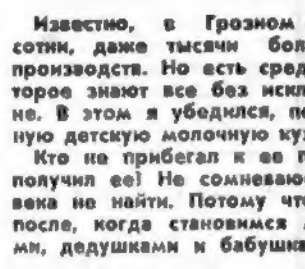 Известно, в Грозном
сотни, даже тысячи бол
производств. Но есть сред
торое знают все без искл
не. В этом я убедился, по
ную детскую молочную ку
Кто не прибегал к ее п
получил ее! Не сомневаю
века не найти. Потому чт
после, когда становимся
ми, дедушками и бабушка